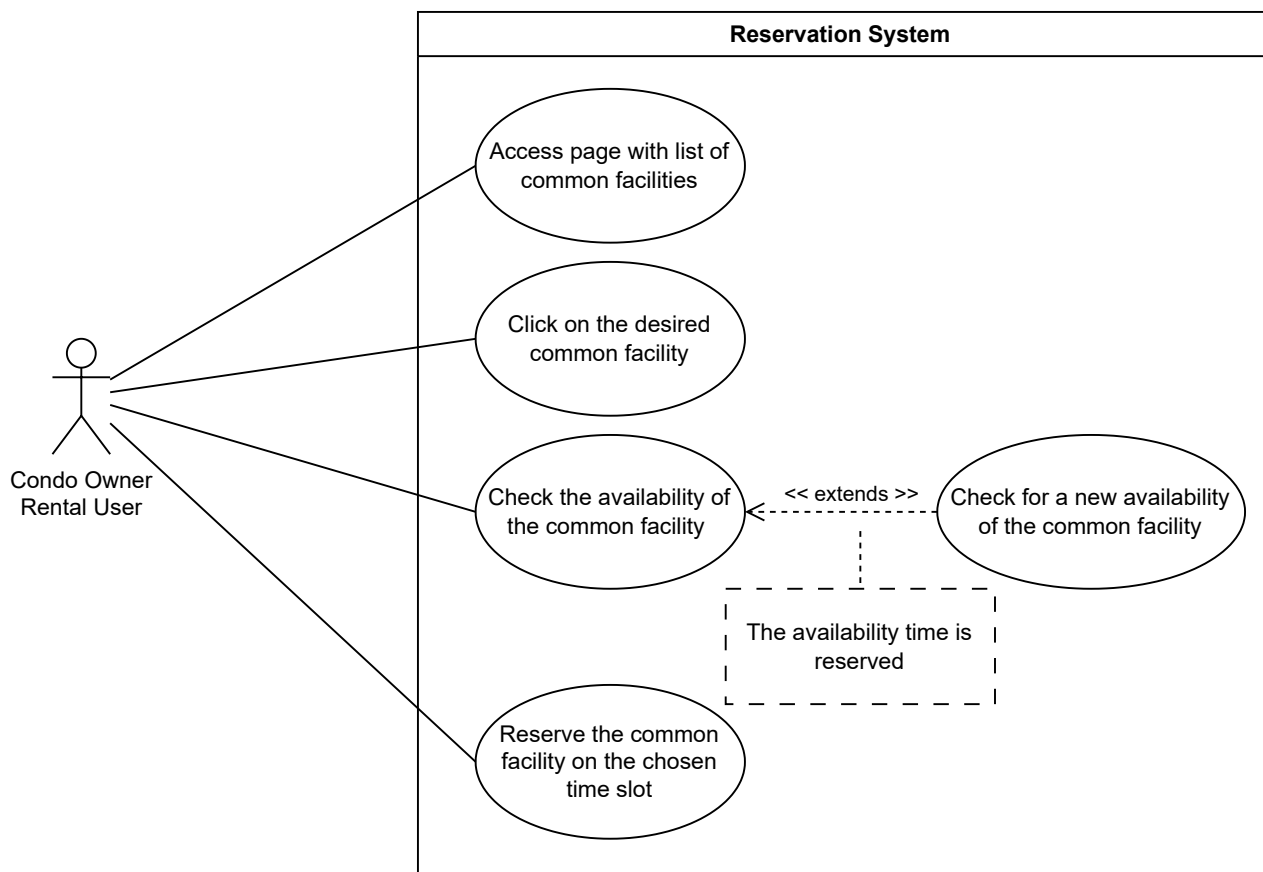 Reservation System
Access page with list of
common facilities
Click on the desired
common facility
Condo Owner
Rental User
Check the availability of
the common facility
<< extends >>
Check for a new availability
of the common facility
The availability time is
reserved
Reserve the common
facility on the chosen
time slot